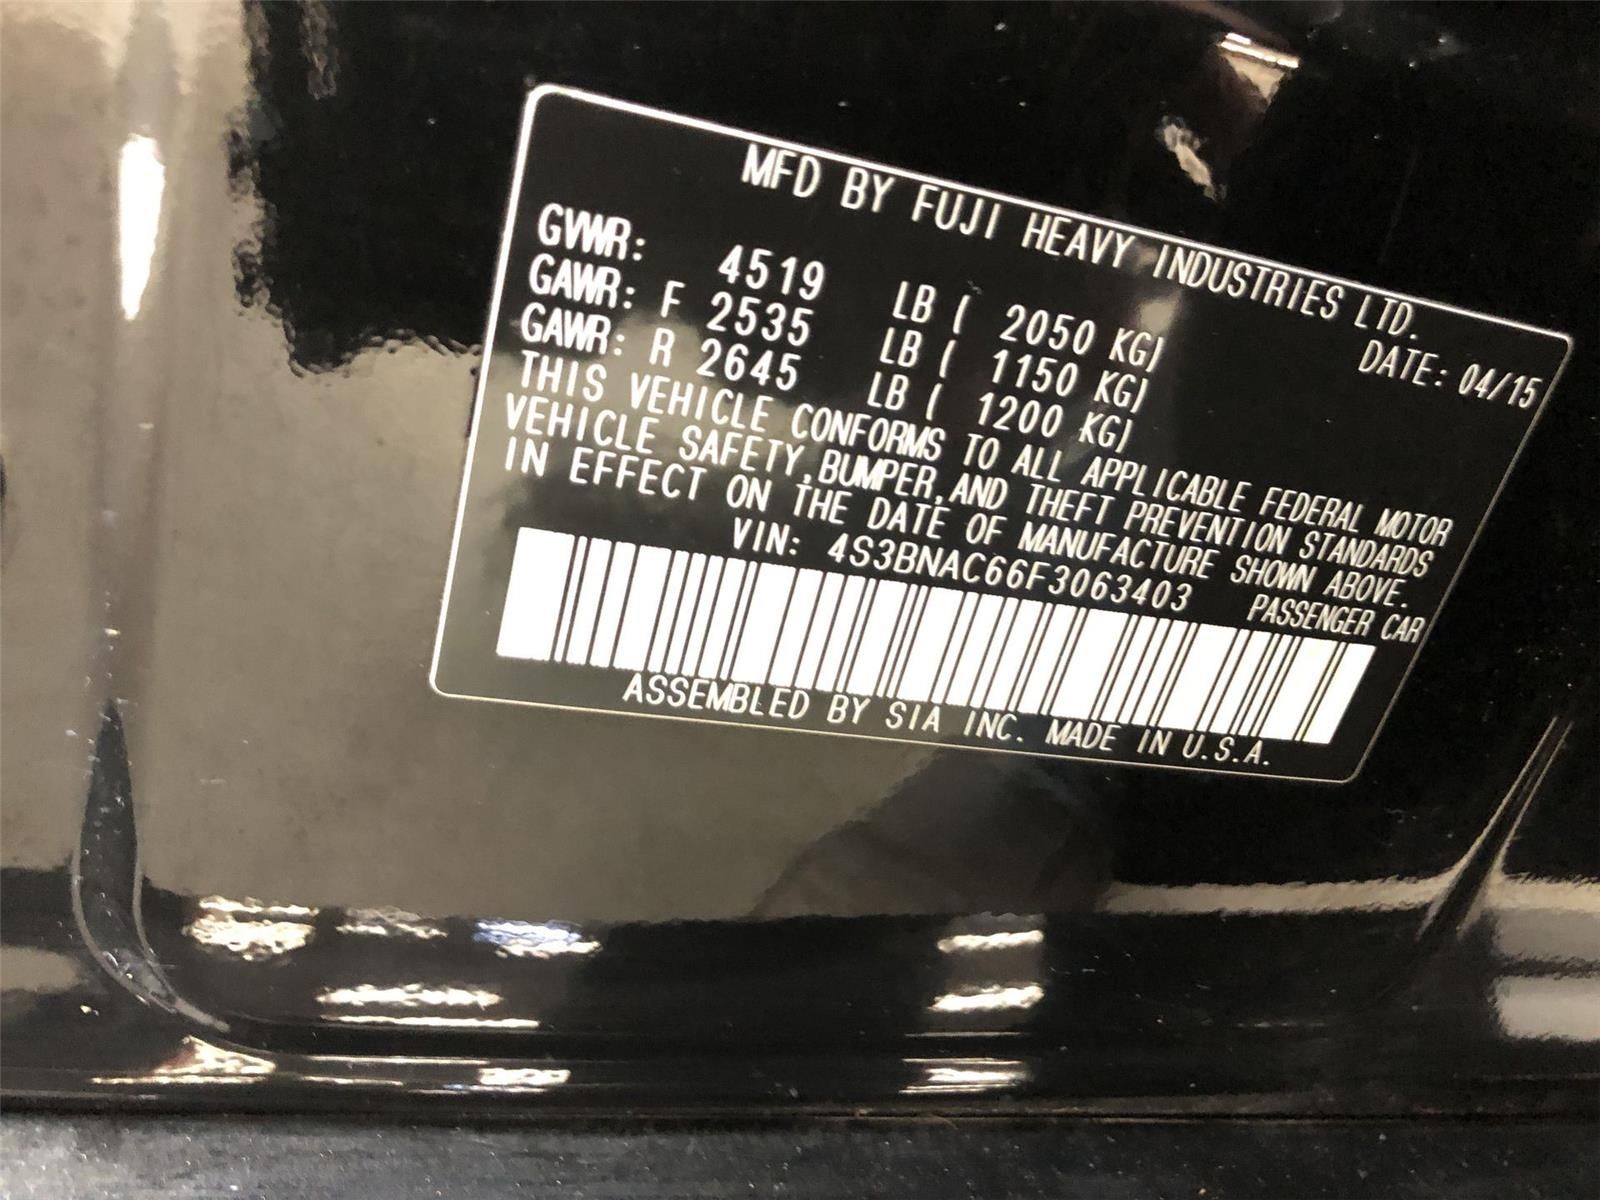 MFD BY FUJI HEAVY INDUSTRIES LTD.
DATE: 04/15
GVWR: 4519 LB ( 2050 KG)
GAWR: F 2535 LB ( 1150 KG)
GAWR: R 2645 LB ( 1200 KG)
THIS VEHICLE CONFORMS TO ALL APPLICABLE FEDERAL MOTOR
VEHICLE SAFETY,BUMPER,AND THEFT PREVENTION STANDARDS
IN EFFECT ON THE DATE OF MANUFACTURE SHOWN ABOVE.
VIN: 4S3BNAC66F3063403 PASSENGER CAR
ASSEMBLED BY SIA INC. MADE IN U.S.A.